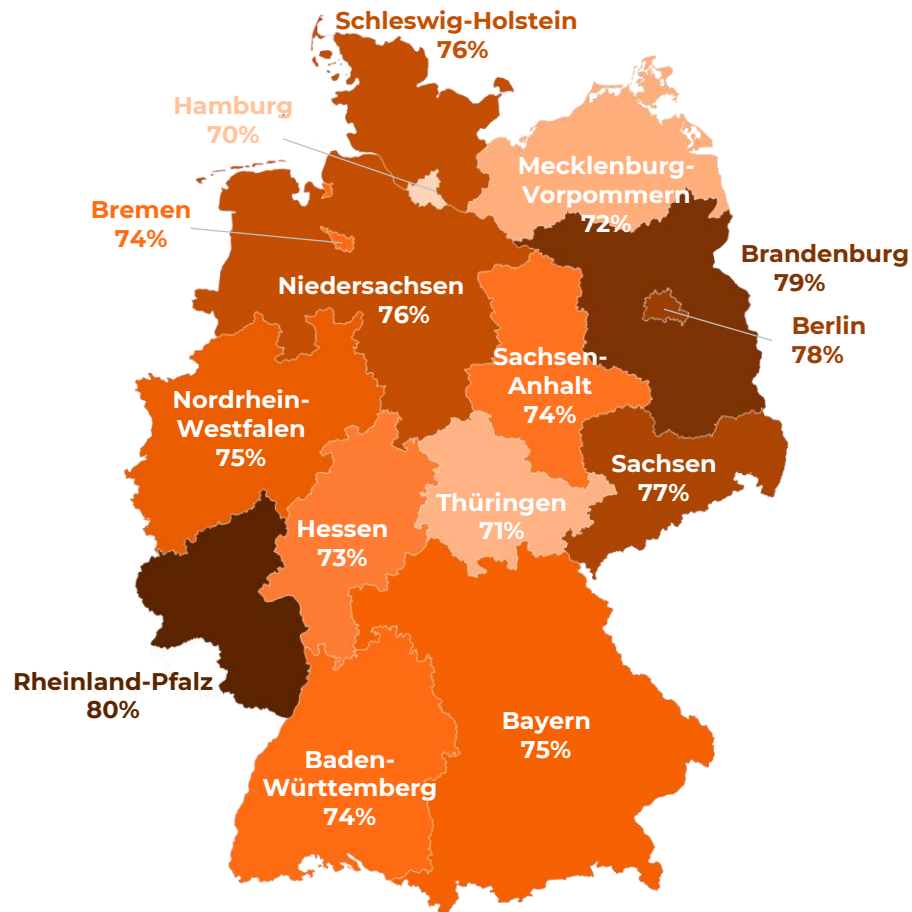 Schleswig-Holstein
76%
Hamburg
70%
Mecklenburg-
Vorpommern
72%
Bremen
74%
Brandenburg
79%
Niedersachsen
76%
Berlin
78%
Sachsen-
Anhalt
74%
Nordrhein-
Westfalen
75%
Sachsen
77%
Thüringen
71%
Hessen
73%
Rheinland-Pfalz
80%
Bayern
75%
Baden-
Württemberg
74%